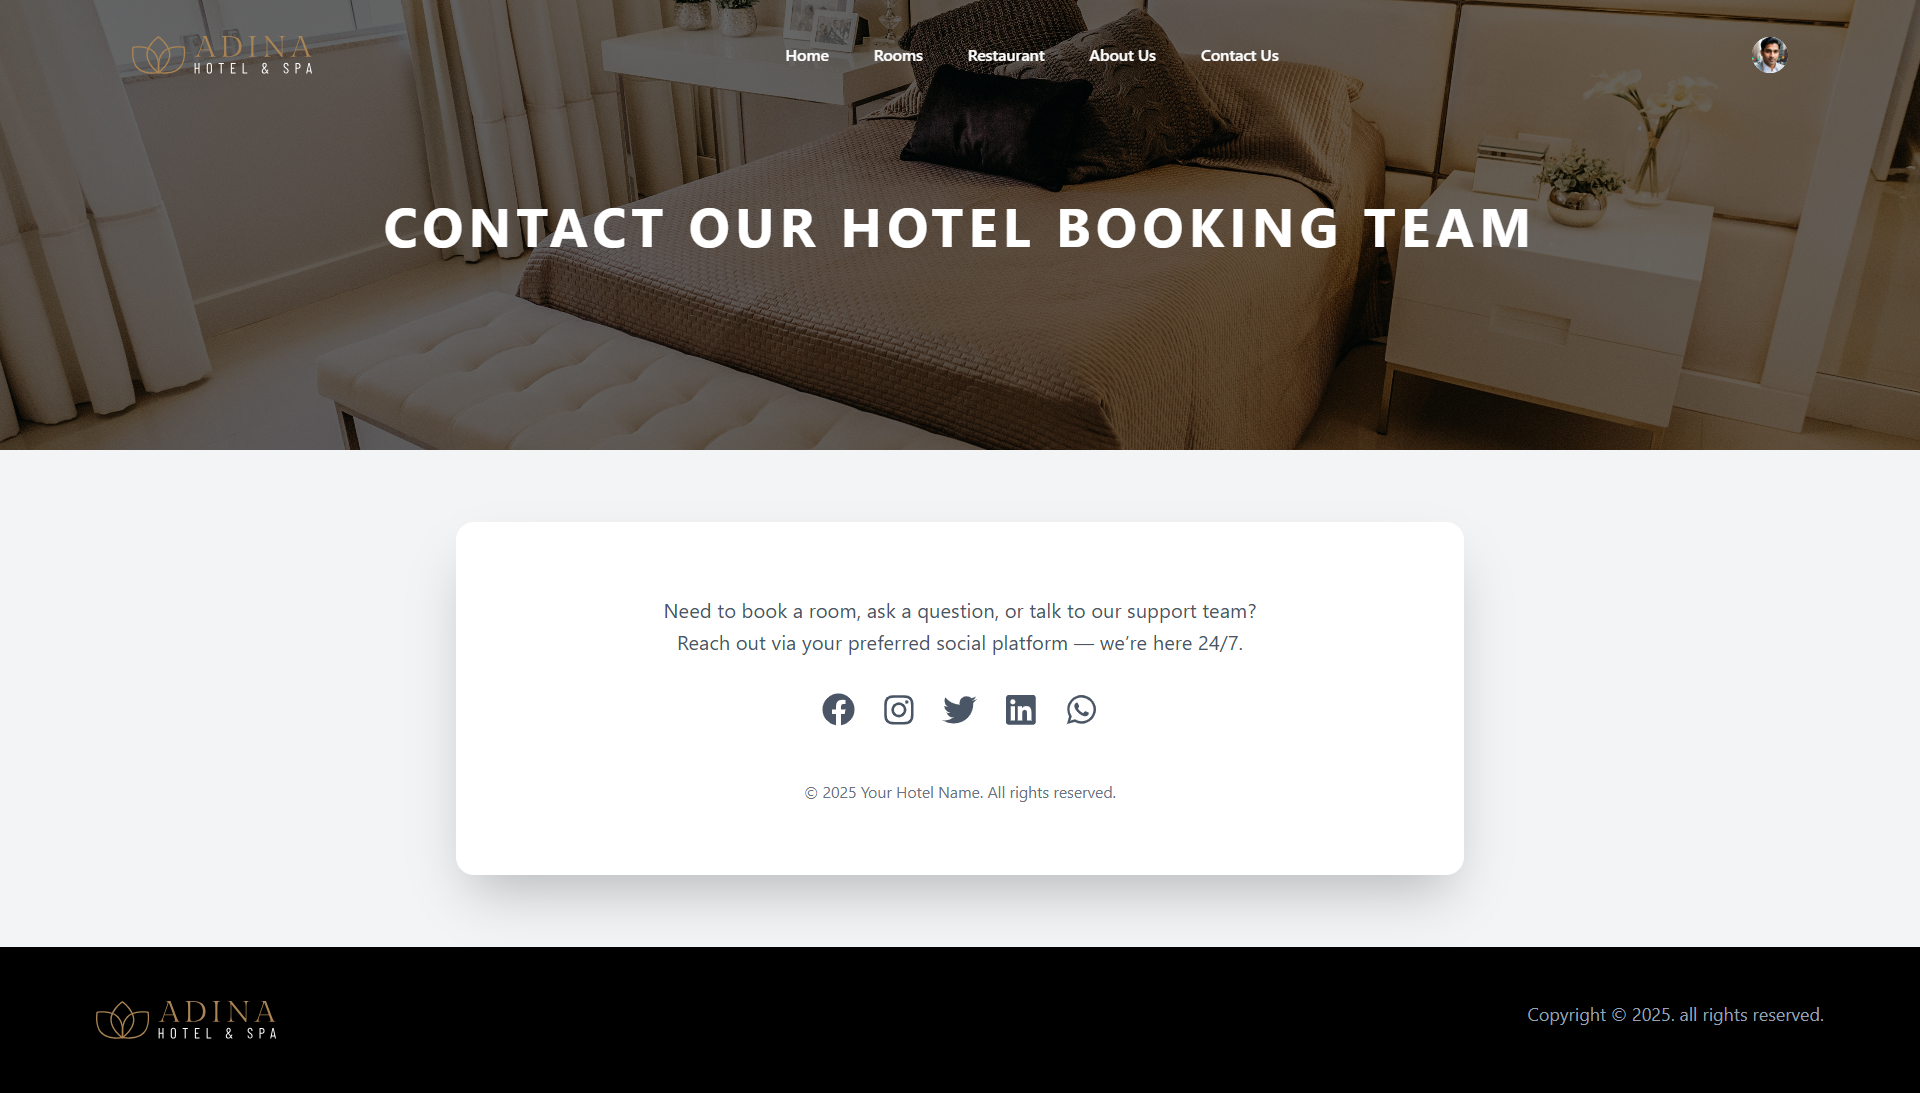 ADINA
HOTEL & SPA
Home Rooms Restaurant About Us Contact Us
CONTACT OUR HOTEL BOOKING TEAM
Need to book a room, ask a question, or talk to our support team?
Reach out via your preferred social platform — we’re here 24/7.
© 2025 Your Hotel Name. All rights reserved.
ADINA
HOTEL & SPA
Copyright © 2025. all rights reserved.